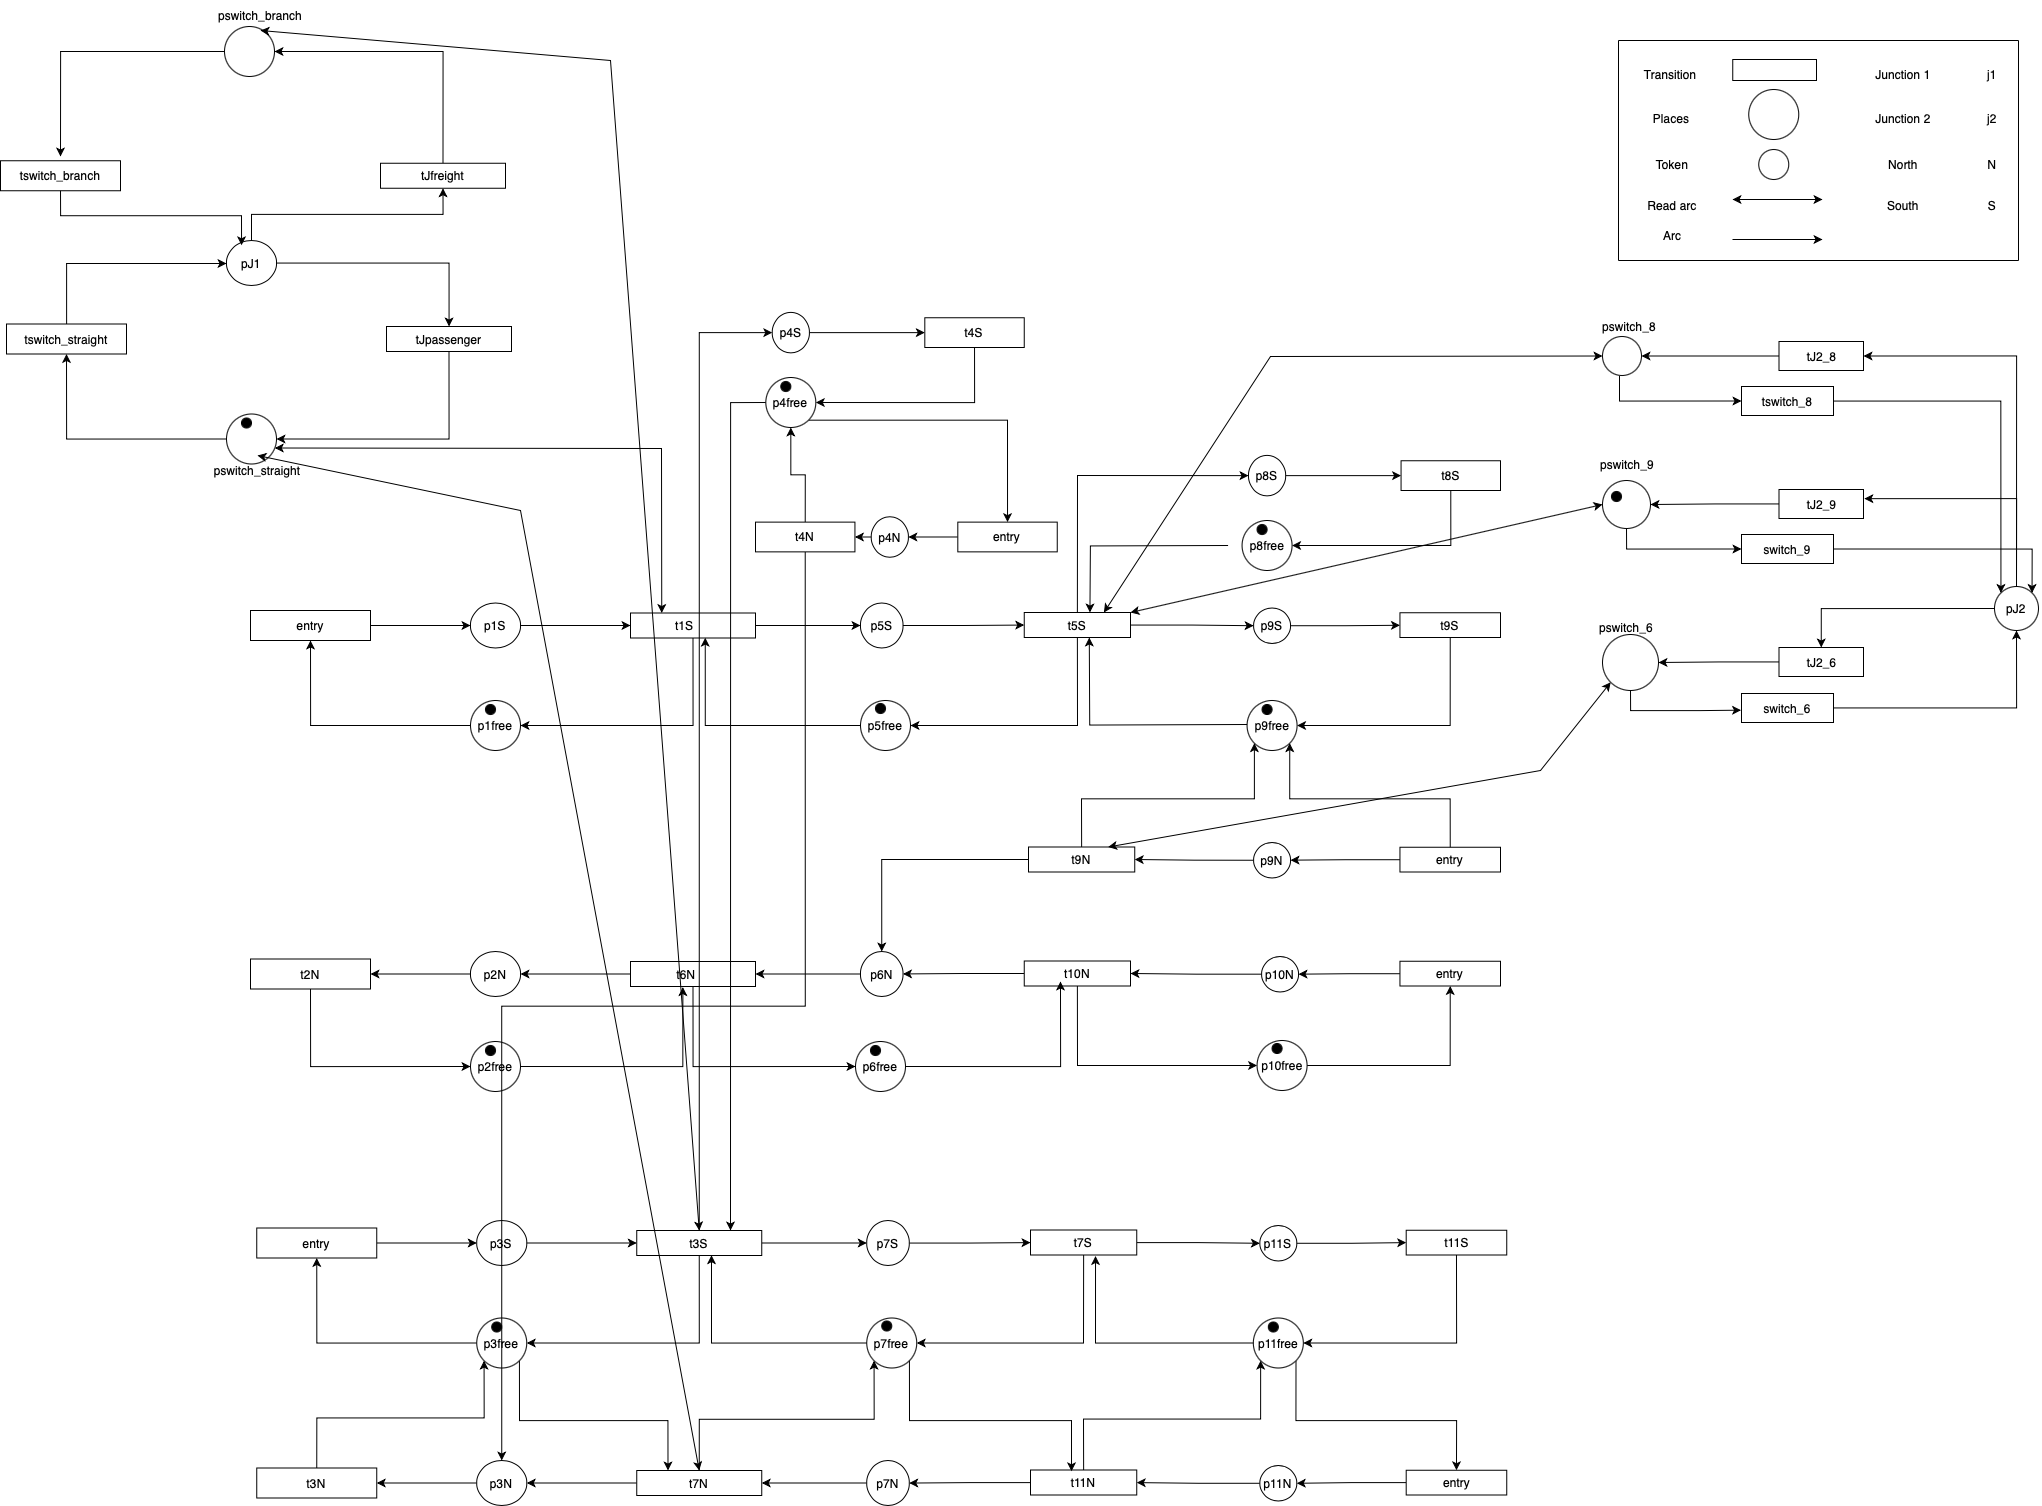 pswitch_branch
Transition
Junction 1
j1
Places
Junction 2
j2
Token
North
N
Read arc
South
S
Arc
tswitch_branch
tJfreight
pJ1
tswitch_straight
tJpassenger
pswitch_straight
p4S
t4S
p4free
t4N
p4N
entry
pswitch_8
tJ2_8
tswitch_8
p8S
t8S
p8free
pswitch_9
tJ2_9
switch_9
pJ2
entry
p1S
t1S
p5S
t5S
p9S
t9S
pswitch_6
tJ2_6
switch_6
p1free
p5free
p9free
t9N
p9N
entry
t2N
p2N
t6N
p6N
t10N
p10N
entry
p2free
p6free
p10free
entry
p3S
t3S
p7S
t7S
p11S
t11S
p3free
p7free
p11free
t3N
p3N
t7N
p7N
t11N
p11N
entry